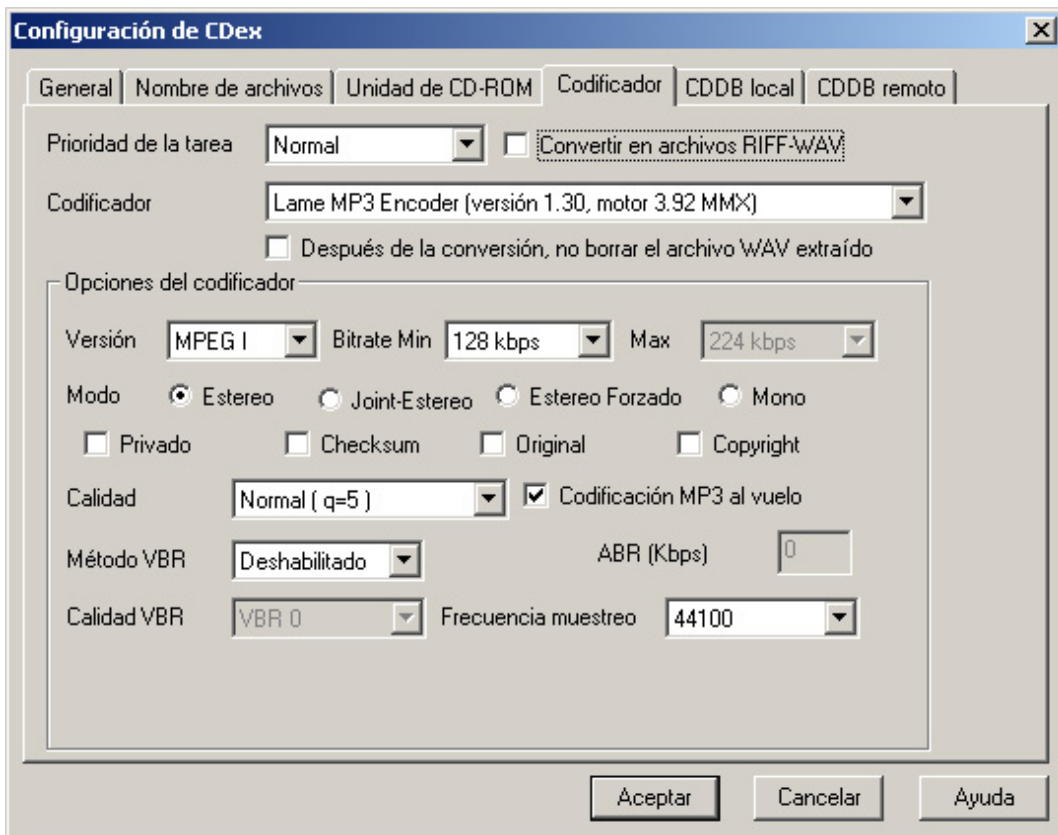 Configuración de CDex
General Nombre de archivos Unidad de CD-ROM Codificador CDDB local CDDB remoto
Prioridad de la tarea Normal Convertir en archivos RIFF-WAV
Codificador Lame MP3 Encoder (versión 1.30, motor 3.92 MMX)
Después de la conversión, no borrar el archivo WAV extraído
Opciones del codificador
Versión MPEG I Bitrate Min 128 kbps Max 224 kbps
Modo Estereo Joint-Estereo Estereo Forzado Mono
Privado Checksum Original Copyright
Calidad Normal ( q=5 ) Codificación MP3 al vuelo
Método VBR Deshabilitado ABR (Kbps) 0
Calidad VBR VBR 0 Frecuencia muestreo 44100
Aceptar Cancelar Ayuda